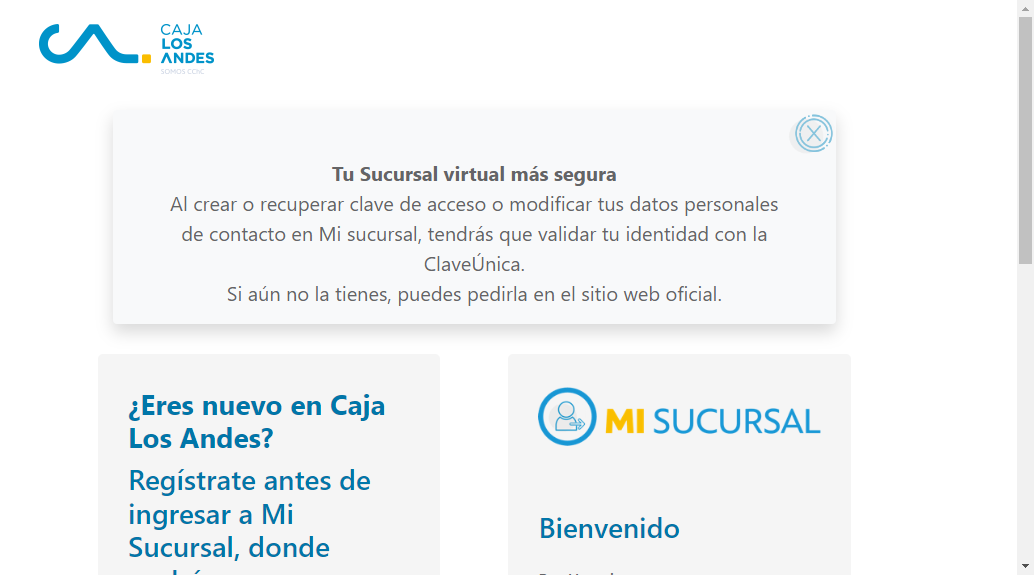 CAJA
LOS
ANDES
SOMOS CCHC
Tu Sucursal virtual más segura
Al crear o recuperar clave de acceso o modificar tus datos personales
de contacto en Mi sucursal, tendrás que validar tu identidad con la
ClaveÚnica.
Si aún no la tienes, puedes pedirla en el sitio web oficial.
¿Eres nuevo en Caja
Los Andes?
Regístrate antes de
ingresar a Mi
Sucursal, donde
MI SUCURSAL
Bienvenido